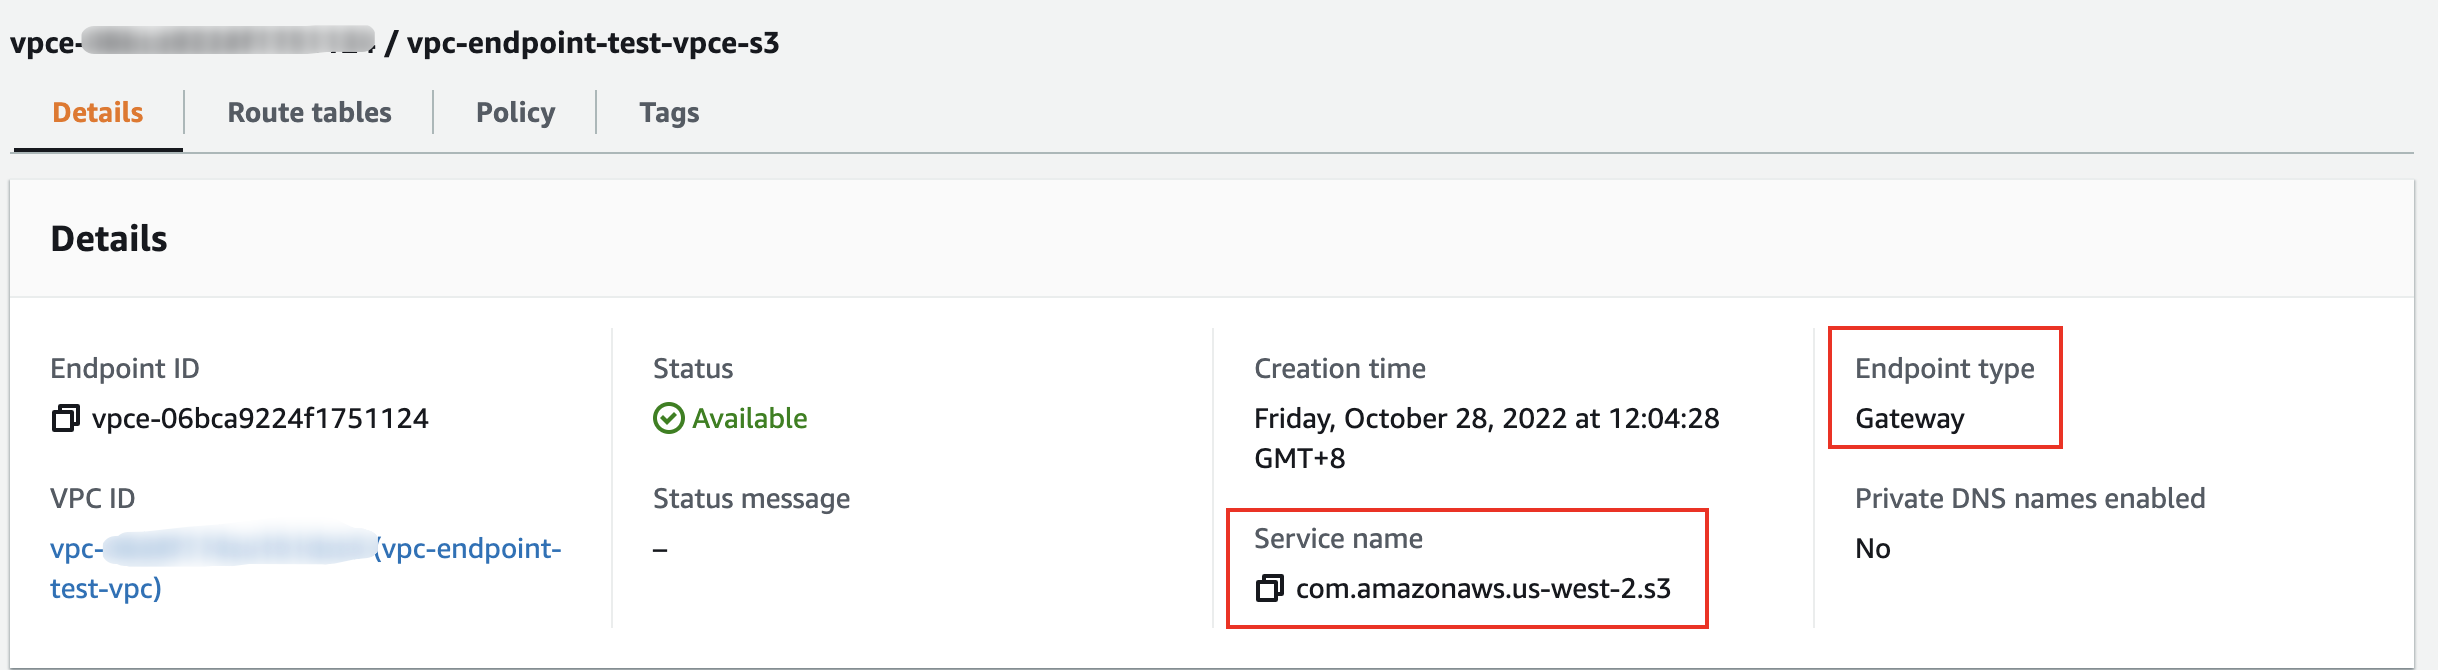 vpce- / vpc-endpoint-test-vpce-s3
Details
Route tables
Policy
Tags
Details
Endpoint ID
vpce-06bca9224f1751124
VPC ID
vpc- (vpc-endpoint-
test-vpc)
Status
Available
Status message
–
Creation time
Friday, October 28, 2022 at 12:04:28
GMT+8
Service name
com.amazonaws.us-west-2.s3
Endpoint type
Gateway
Private DNS names enabled
No